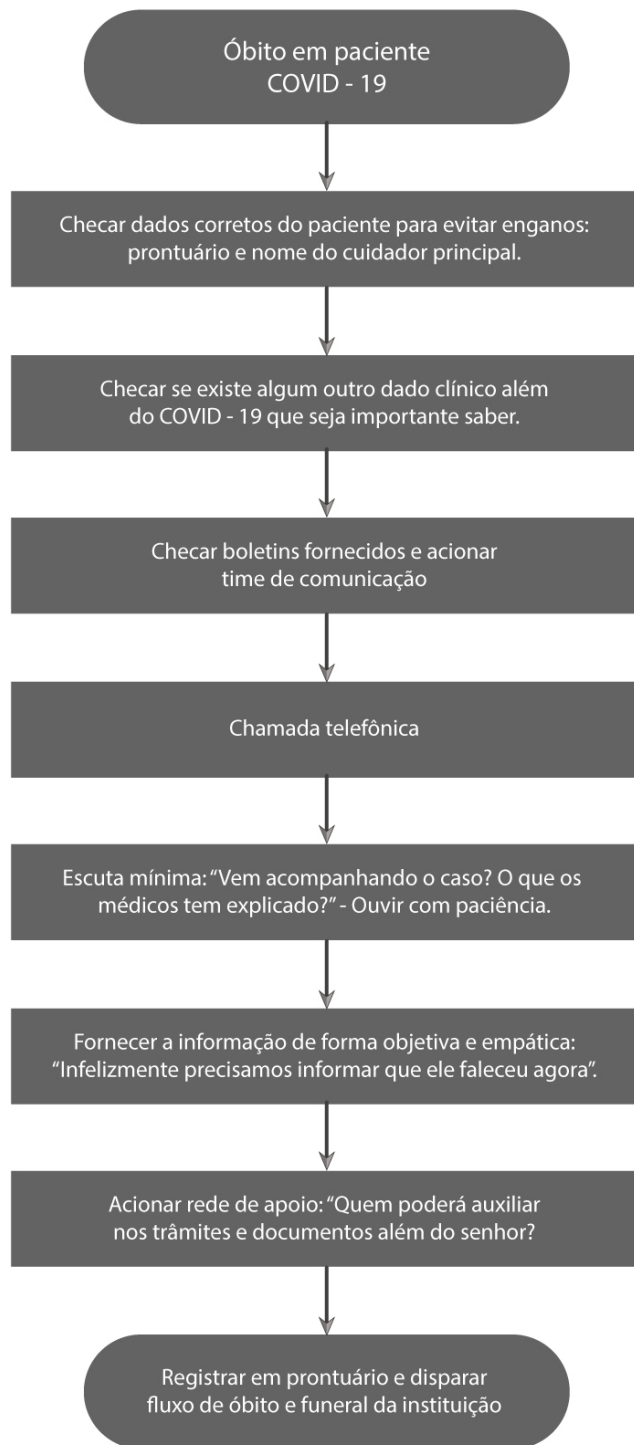 Óbito em paciente
COVID - 19
Checar dados corretos do paciente para evitar enganos:
prontuário e nome do cuidador principal.
Checar se existe algum outro dado clínico além
do COVID - 19 que seja importante saber.
Checar boletins fornecidos e acionar
time de comunicação
Chamada telefônica
Escuta mínima: “Vem acompanhando o caso? O que os
médicos tem explicado?” - Ouvir com paciência.
Fornecer a informação de forma objetiva e empática:
“Infelizmente precisamos informar que ele faleceu agora”.
Acionar rede de apoio: “Quem poderá auxiliar
nos trâmites e documentos além do senhor?
Registrar em prontuário e disparar
fluxo de óbito e funeral da instituição